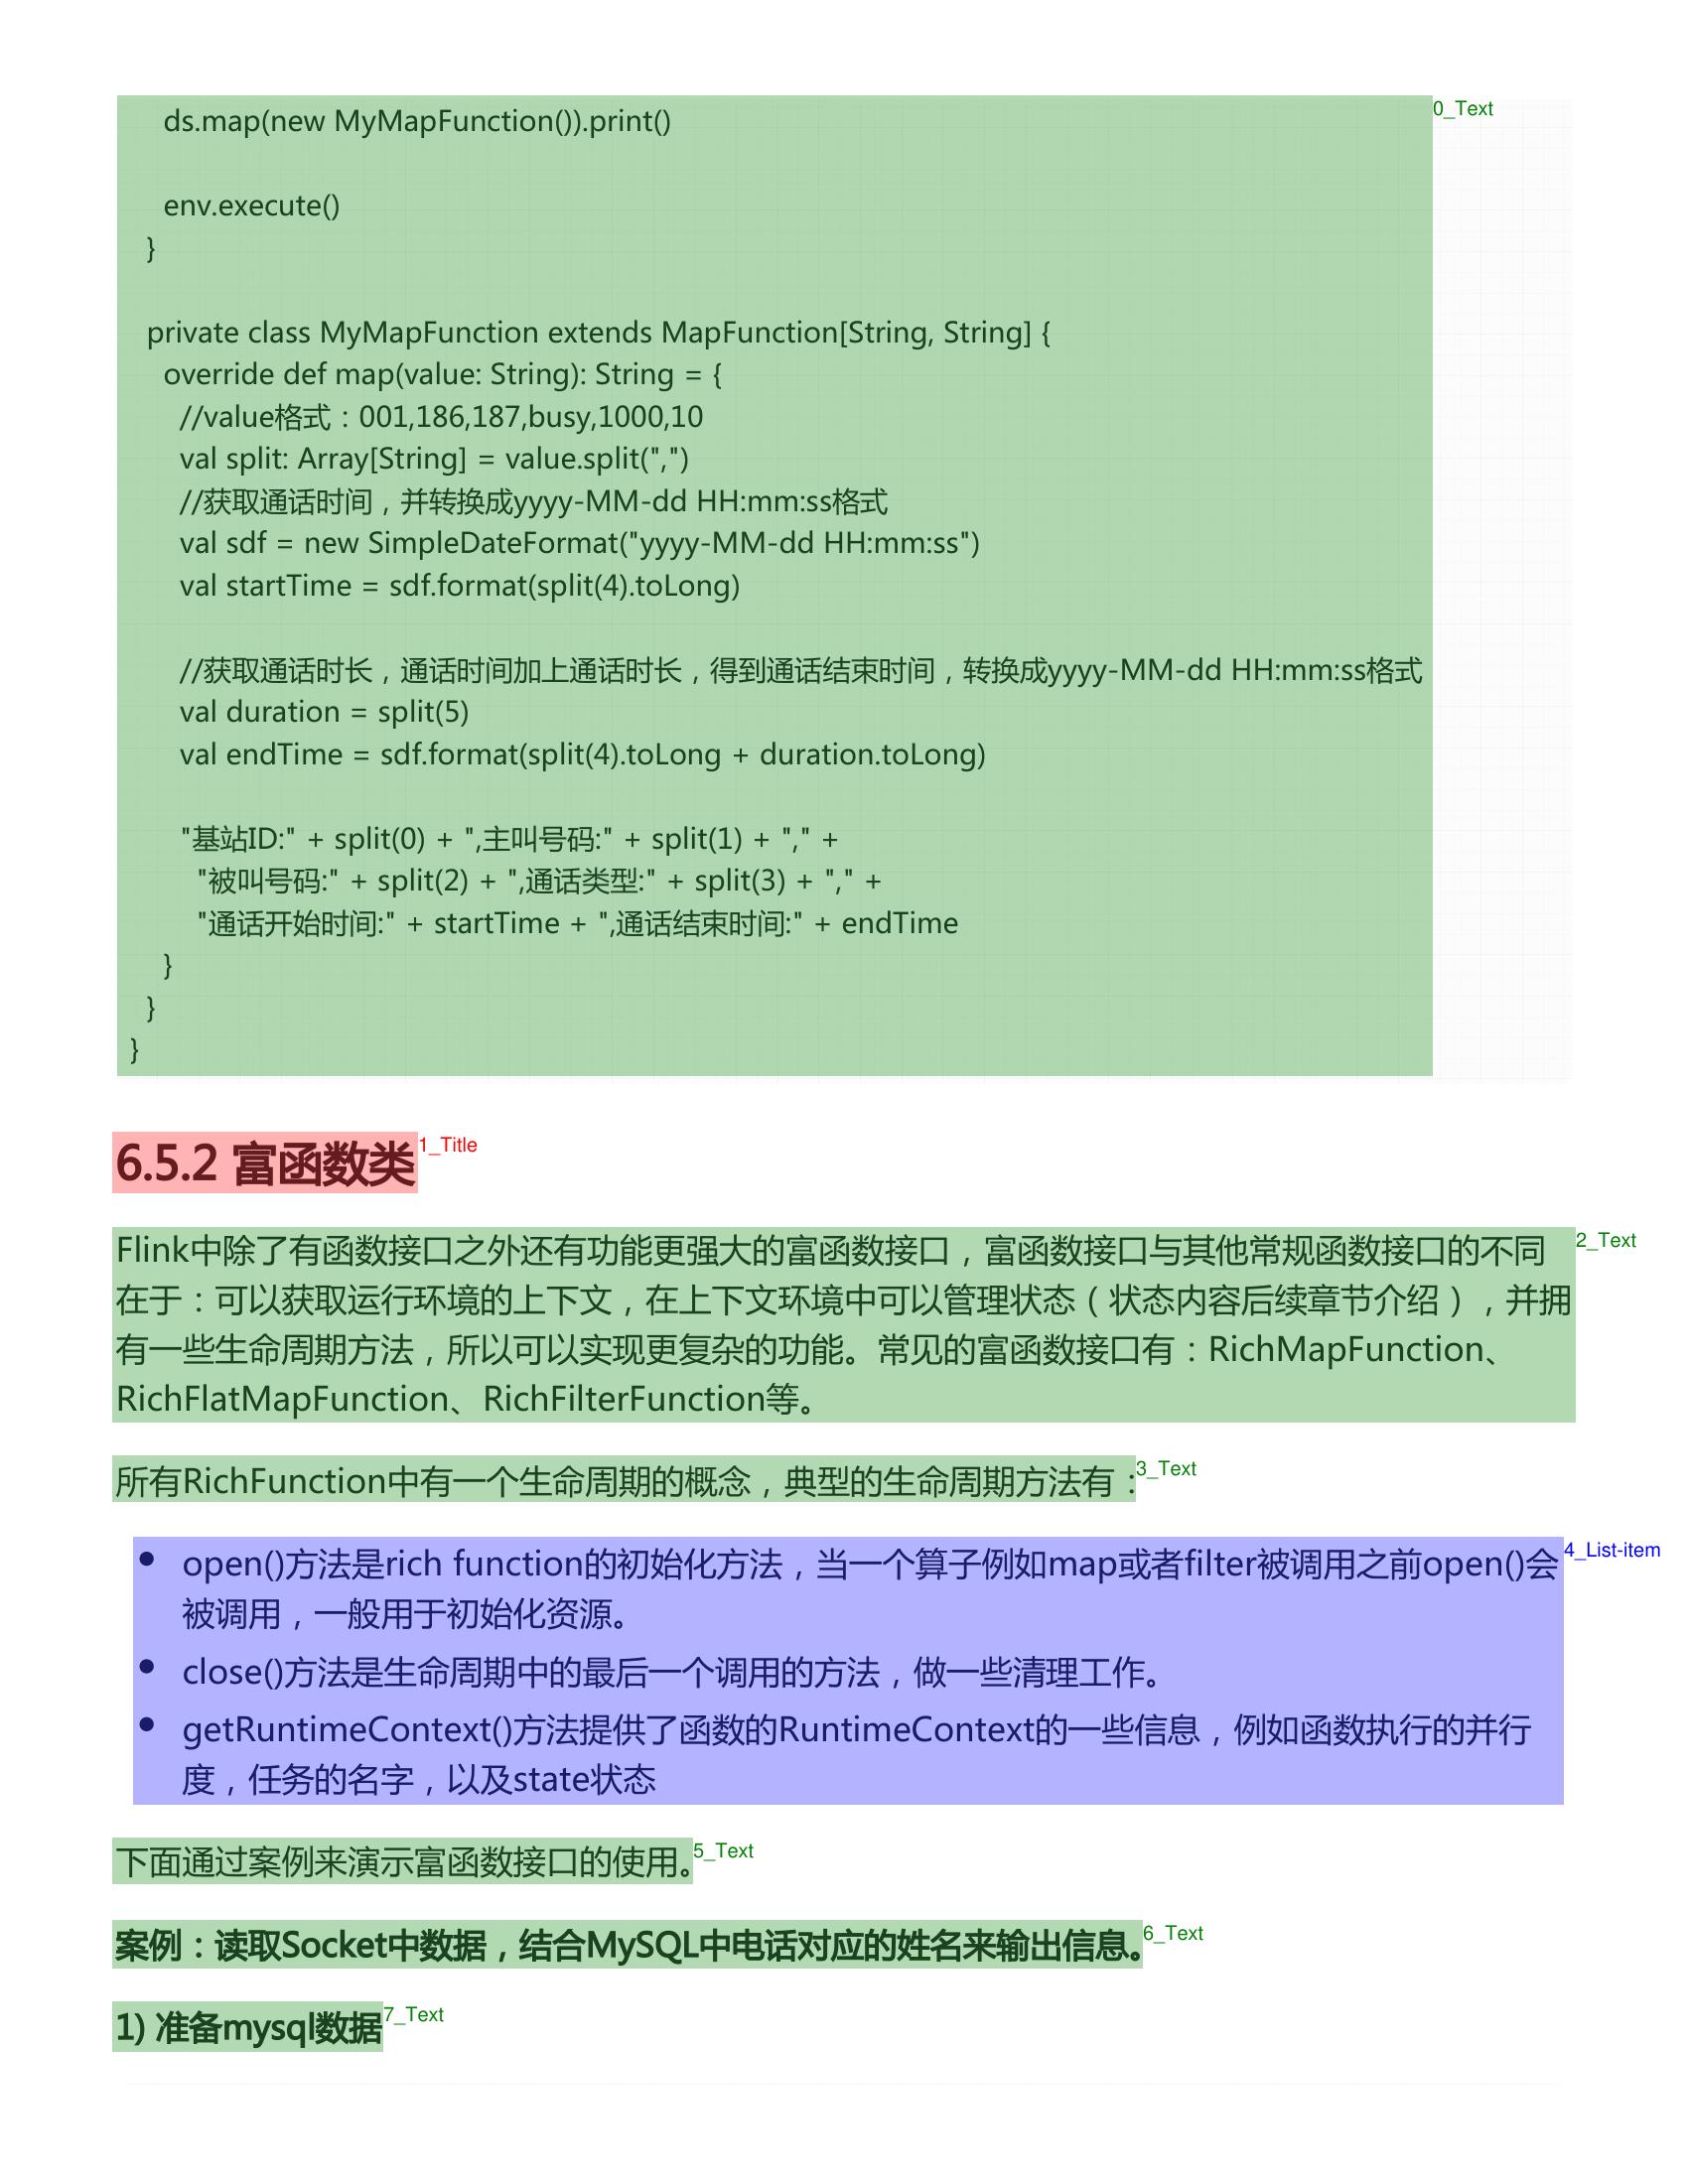 ds.map(new MyMapFunction()).print()
env.execute()
}
private class MyMapFunction extends MapFunction[String, String] {
override def map(value: String): String = {
//value格式：001,186,187,busy,1000,10
val split: Array[String] = value.split(",")
//获取通话时间，并转换成yyyy-MM-dd HH:mm:ss格式
val sdf = new SimpleDateFormat("yyyy-MM-dd HH:mm:ss")
val startTime = sdf.format(split(4).toLong)
//获取通话时长，通话时间加上通话时长，得到通话结束时间，转换成yyyy-MM-dd HH:mm:ss格式
val duration = split(5)
val endTime = sdf.format(split(4).toLong + duration.toLong)
"基站ID:" + split(0) + ",主叫号码:" + split(1) + "," +
"被叫号码:" + split(2) + ",通话类型:" + split(3) + "," +
"通话开始时间:" + startTime + ",通话结束时间:" + endTime
}
}
}
0_Text
6.5.2 富函数类
1_Title
Flink中除了有函数接口之外还有功能更强大的富函数接口，富函数接口与其他常规函数接口的不同
在于：可以获取运行环境的上下文，在上下文环境中可以管理状态（状态内容后续章节介绍），并拥
有一些生命周期方法，所以可以实现更复杂的功能。常见的富函数接口有：RichMapFunction、
RichFlatMapFunction、RichFilterFunction等。
2_Text
所有RichFunction中有一个生命周期的概念，典型的生命周期方法有：
3_Text
● open()方法是rich function的初始化方法，当一个算子例如map或者filter被调用之前open()会
被调用，一般用于初始化资源。
● close()方法是生命周期中的最后一个调用的方法，做一些清理工作。
● getRuntimeContext()方法提供了函数的RuntimeContext的一些信息，例如函数执行的并行
度，任务的名字，以及state状态
4_List-item
下面通过案例来演示富函数接口的使用。
5_Text
案例：读取Socket中数据，结合MySQL中电话对应的姓名来输出信息。
6_Text
1) 准备mysql数据
7_Text